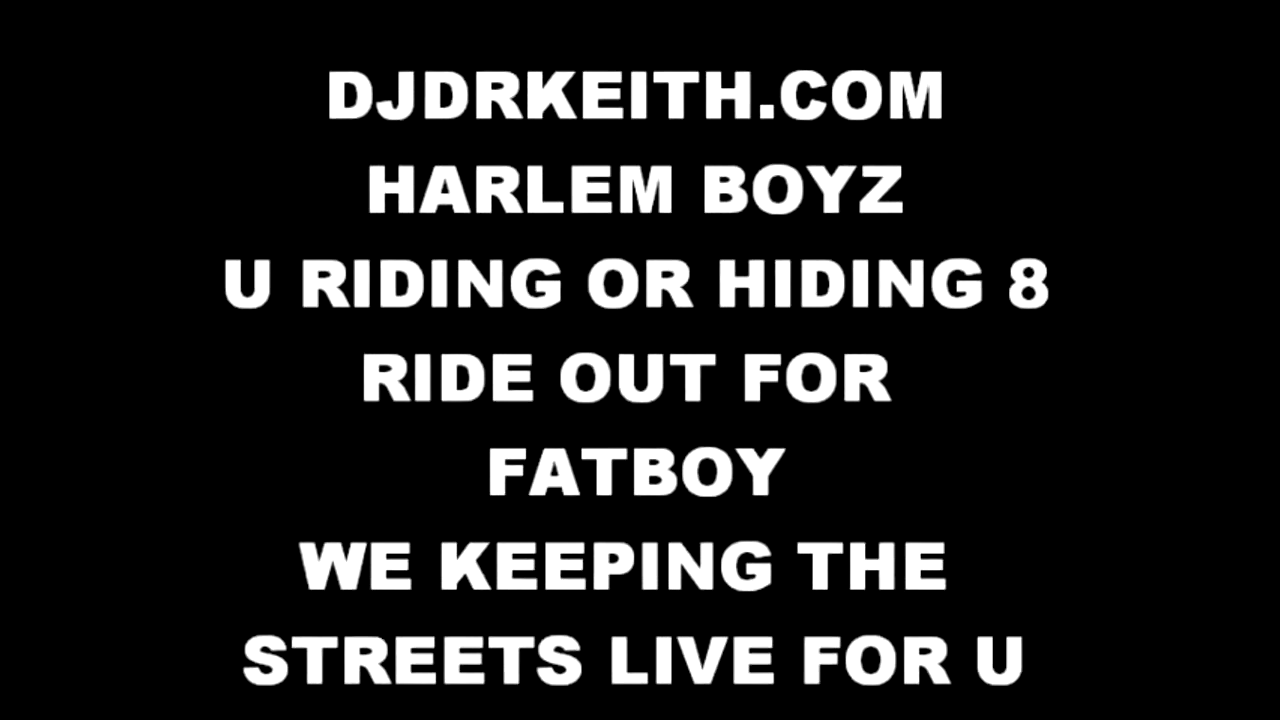 DJDRKEITH.COM
HARLEM BOYZ
U RIDING OR HIDING 8
RIDE OUT FOR
FATBOY
WE KEEPING THE
STREETS LIVE FOR U